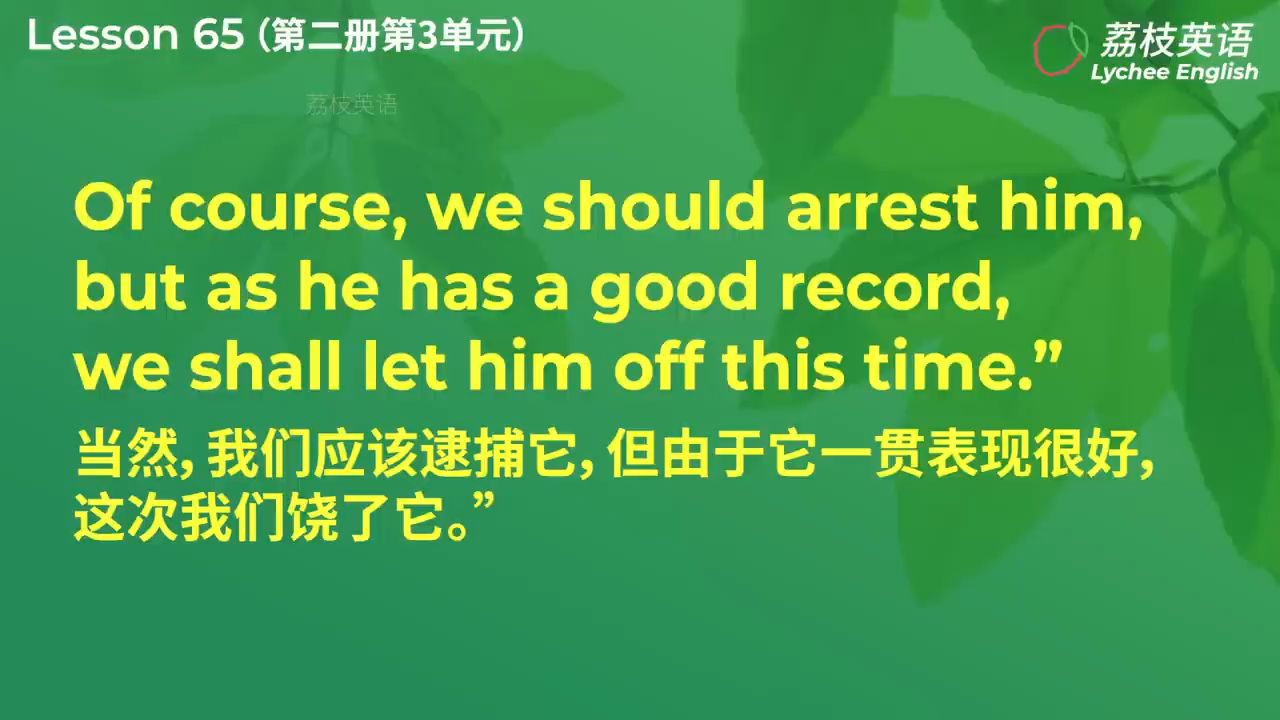 Lesson 65（第二册第3单元）
荔枝英语
Lychee English
荔枝英语
Of course, we should arrest him,
but as he has a good record,
we shall let him off this time.”
当然, 我们应该逮捕它, 但由于它一贯表现很好,
这次我们饶了它。”